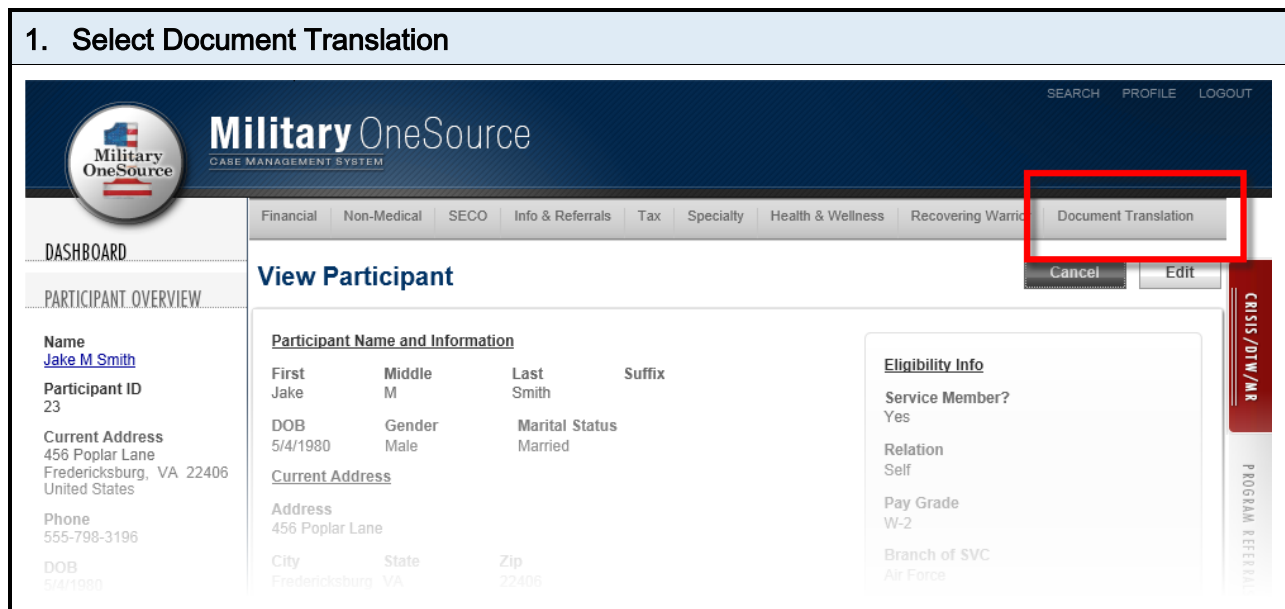 1. Select Document Translation
SEARCH PROFILE LOGOUT
Military OneSource
CASE MANAGEMENT SYSTEM
Military
OneSource
Financial Non-Medical SECO Info & Referrals Tax Specialty Health & Wellness Recovering Warrior Document Translation
DASHBOARD
PARTICIPANT OVERVIEW
Name
Jake M Smith
Participant ID
23
Current Address
456 Poplar Lane
Fredericksburg, VA 22406
United States
Phone
555-798-3196
DOB
5/4/1980
View Participant
Cancel Edit
Participant Name and Information
First Middle Last Suffix
Jake M Smith
DOB Gender Marital Status
5/4/1980 Male Married
Current Address
Address
456 Poplar Lane
City State Zip
Fredericksburg VA 22406
Eligibility Info
Service Member?
Yes
Relation
Self
Pay Grade
W-2
Branch of SVC
Air Force
CRISIS/DTW/MR
PROGRAM REFERRAL